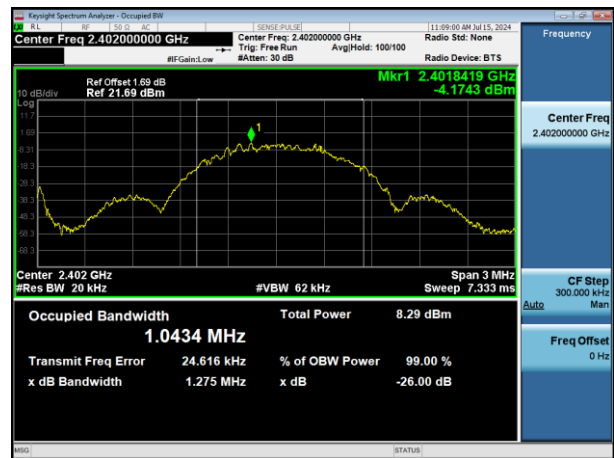 Keysight Spectrum Analyzer - Occupied BW
RL RF 50 Ω AC SENSE:PULSE 11:09:00 AM Jul 15, 2024
Center Freq 2.402000000 GHz Center Freq: 2.402000000 GHz Radio Std: None
Trig: Free Run Avg|Hold: 100/100
#IFGain:Low #Atten: 30 dB Radio Device: BTS
Frequency
Ref Offset 1.69 dB Mkr1 2.4018419 GHz
10 dB/div Ref 21.69 dBm -4.1743 dBm
Log
11.7
1.69
-8.31
-18.3
-28.3
-38.3
-48.3
-58.3
-68.3
1
Center 2.402 GHz Span 3 MHz
#Res BW 20 kHz #VBW 62 kHz Sweep 7.333 ms
Occupied Bandwidth Total Power 8.29 dBm
1.0434 MHz
Transmit Freq Error 24.616 kHz % of OBW Power 99.00 %
x dB Bandwidth 1.275 MHz x dB -26.00 dB
Center Freq
2.402000000 GHz
CF Step
300.000 kHz
Auto Man
Freq Offset
0 Hz
MSG STATUS